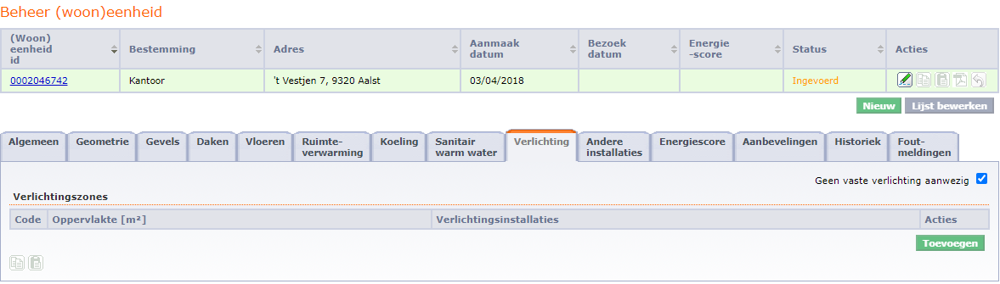 Beheer (woon)eenheid
(Woon) eenheid id
Bestemming
Adres
Aanmaak datum
Bezoek datum
Energie -score
Status
Acties
0002046742
Kantoor
't Vestjen 7, 9320 Aalst
03/04/2018
Ingevoerd
Nieuw
Lijst bewerken
Algemeen
Geometrie
Gevels
Daken
Vloeren
Ruimte-
verwarming
Koeling
Sanitair
warm water
Verlichting
Andere
installaties
Energiescore
Aanbevelingen
Historiek
Fout-
meldingen
Geen vaste verlichting aanwezig
Verlichtingszones
Code
Oppervlakte [m²]
Verlichtingsinstallaties
Acties
Toevoegen